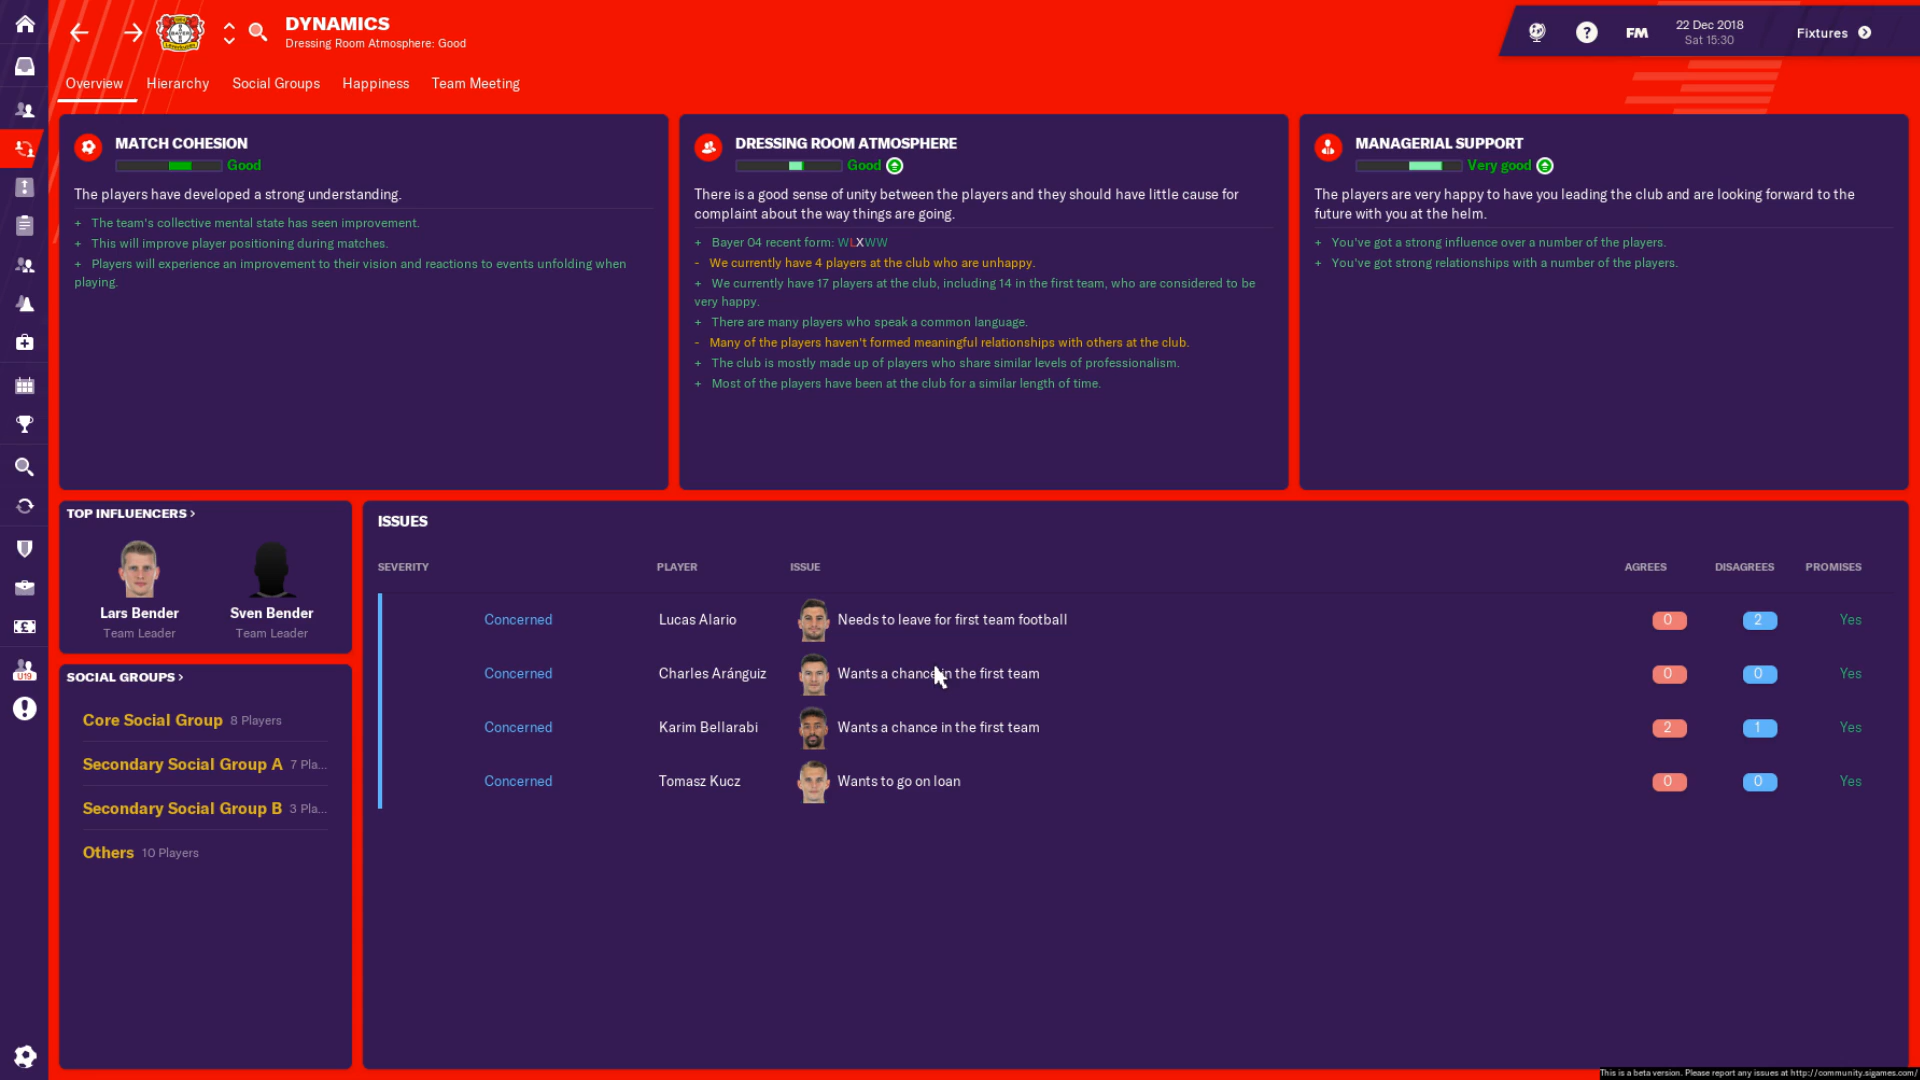 DYNAMICS
Dressing Room Atmosphere: Good
?
FM
22 Dec 2018
Sat 15:30
Fixtures
Overview
Hierarchy
Social Groups
Happiness
Team Meeting
MATCH COHESION
Good
The players have developed a strong understanding.
+ The team's collective mental state has seen improvement.
+ This will improve player positioning during matches.
+ Players will experience an improvement to their vision and reactions to events unfolding when
playing.
DRESSING ROOM ATMOSPHERE
Good
There is a good sense of unity between the players and they should have little cause for
complaint about the way things are going.
+ Bayer 04 recent form: WLXWW
- We currently have 4 players at the club who are unhappy.
+ We currently have 17 players at the club, including 14 in the first team, who are considered to be
very happy.
+ There are many players who speak a common language.
- Many of the players haven't formed meaningful relationships with others at the club.
+ The club is mostly made up of players who share similar levels of professionalism.
+ Most of the players have been at the club for a similar length of time.
MANAGERIAL SUPPORT
Very good
The players are very happy to have you leading the club and are looking forward to the
future with you at the helm.
+ You've got a strong influence over a number of the players.
+ You've got strong relationships with a number of the players.
TOP INFLUENCERS >
Lars Bender
Team Leader
Sven Bender
Team Leader
SOCIAL GROUPS >
Core Social Group 8 Players
Secondary Social Group A 7 Pla...
Secondary Social Group B 3 Pla...
Others 10 Players
U19
ISSUES
SEVERITY PLAYER ISSUE AGREES DISAGREES PROMISES
Concerned Lucas Alario Needs to leave for first team football 0 2 Yes
Concerned Charles Aránguiz Wants a chance in the first team 0 0 Yes
Concerned Karim Bellarabi Wants a chance in the first team 2 1 Yes
Concerned Tomasz Kucz Wants to go on loan 0 0 Yes
This is a beta version. Please report any issues at http://community.sigames.com/